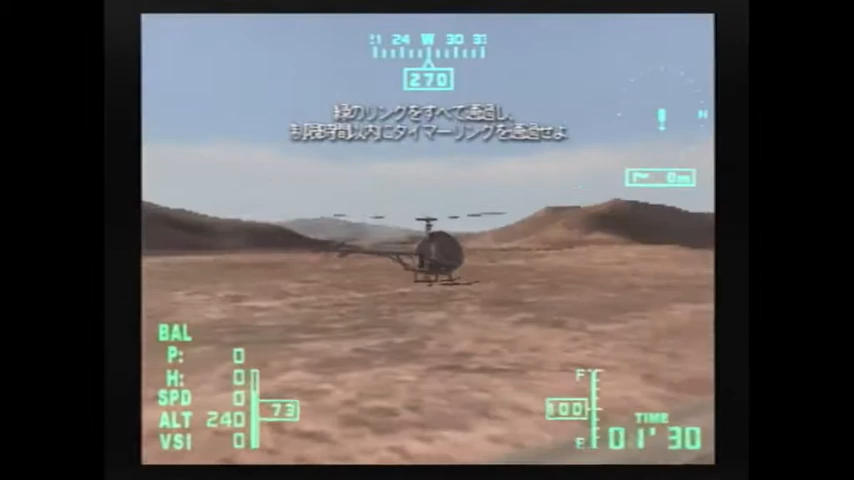 21 24 W 30 33
270
緑のリングをすべて通過し、
制限時間以内にタイマーリングを通過せよ
N
0m
BAL
P: 0
H: 0
SPD 0
ALT 240
VSI 0
73
F
100
E
TIME
01'30